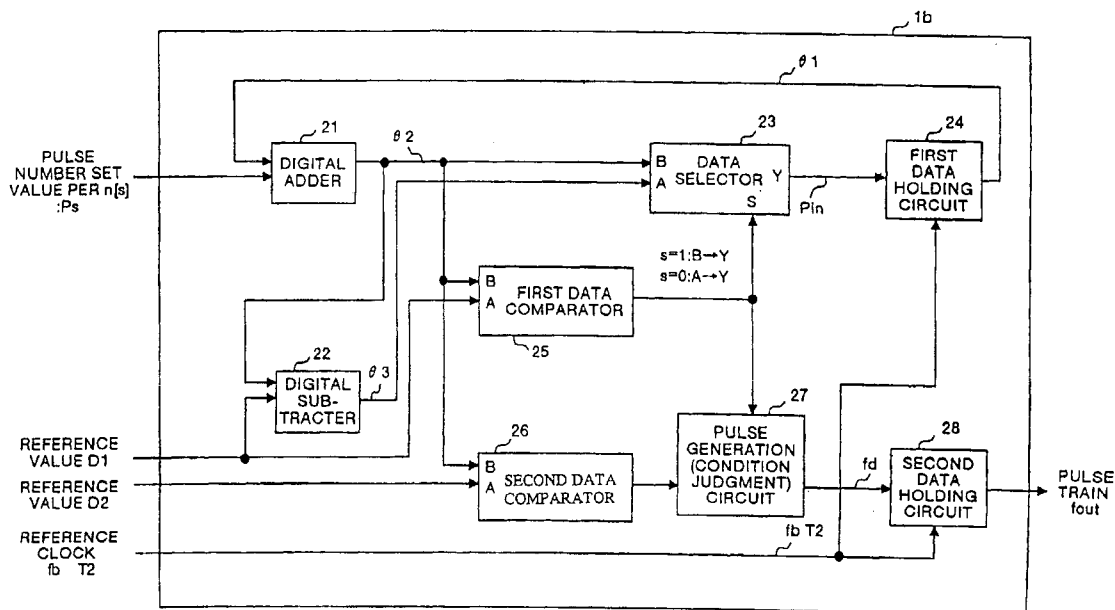 1b
θ1
21
θ2
23
24
PULSE
NUMBER SET
VALUE PER n[s]
:Ps
DIGITAL
ADDER
B
A
DATA
SELECTOR
Y
S
Pin
FIRST
DATA
HOLDING
CIRCUIT
s=1:B→Y
s=0:A→Y
B
A
FIRST DATA
COMPARATOR
25
22
DIGITAL
SUB-
TRACTER
θ3
27
26
PULSE
GENERATION
(CONDITION
JUDGMENT)
CIRCUIT
28
REFERENCE
VALUE D1
B
A
SECOND DATA
COMPARATOR
fd
SECOND
DATA
HOLDING
CIRCUIT
PULSE
TRAIN
fout
REFERENCE
VALUE D2
REFERENCE
CLOCK
fb T2
fb T2